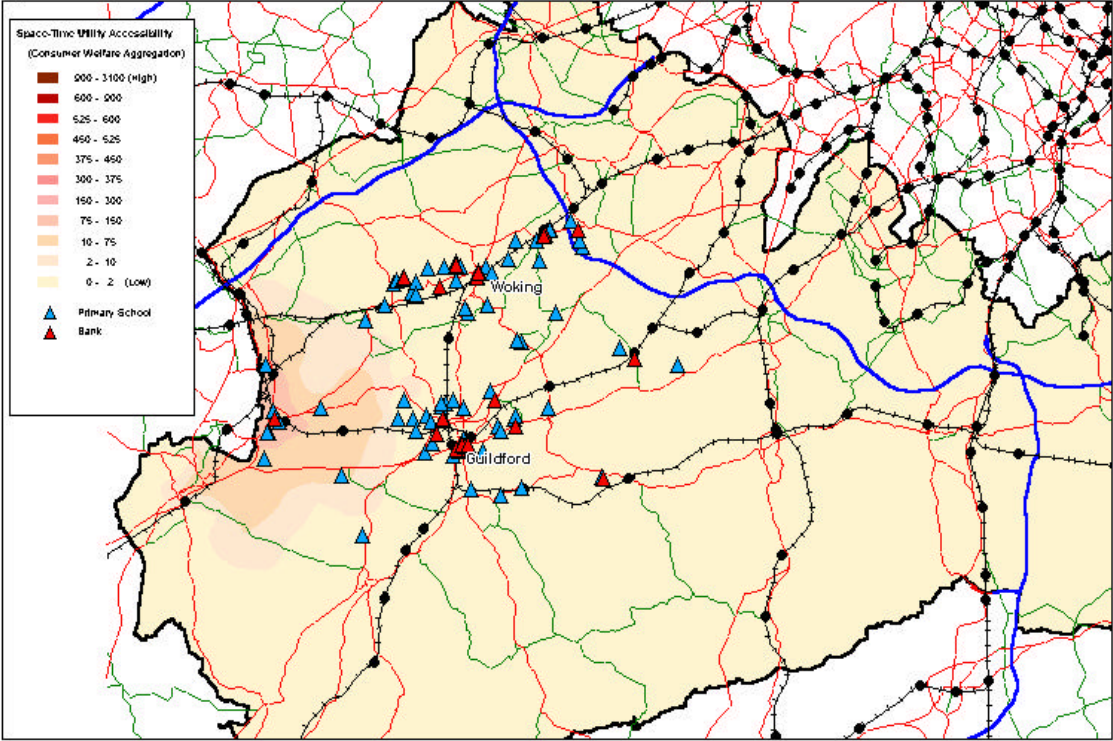 Space-Time Utility Accessibility
(Consumer Welfare Aggregation)
900 - 3100 (High)
600 - 900
525 - 600
450 - 525
375 - 450
300 - 375
150 - 300
75 - 150
10 - 75
2 - 10
0 - 2 (Low)
Primary School
Bank
Woking
Guildford